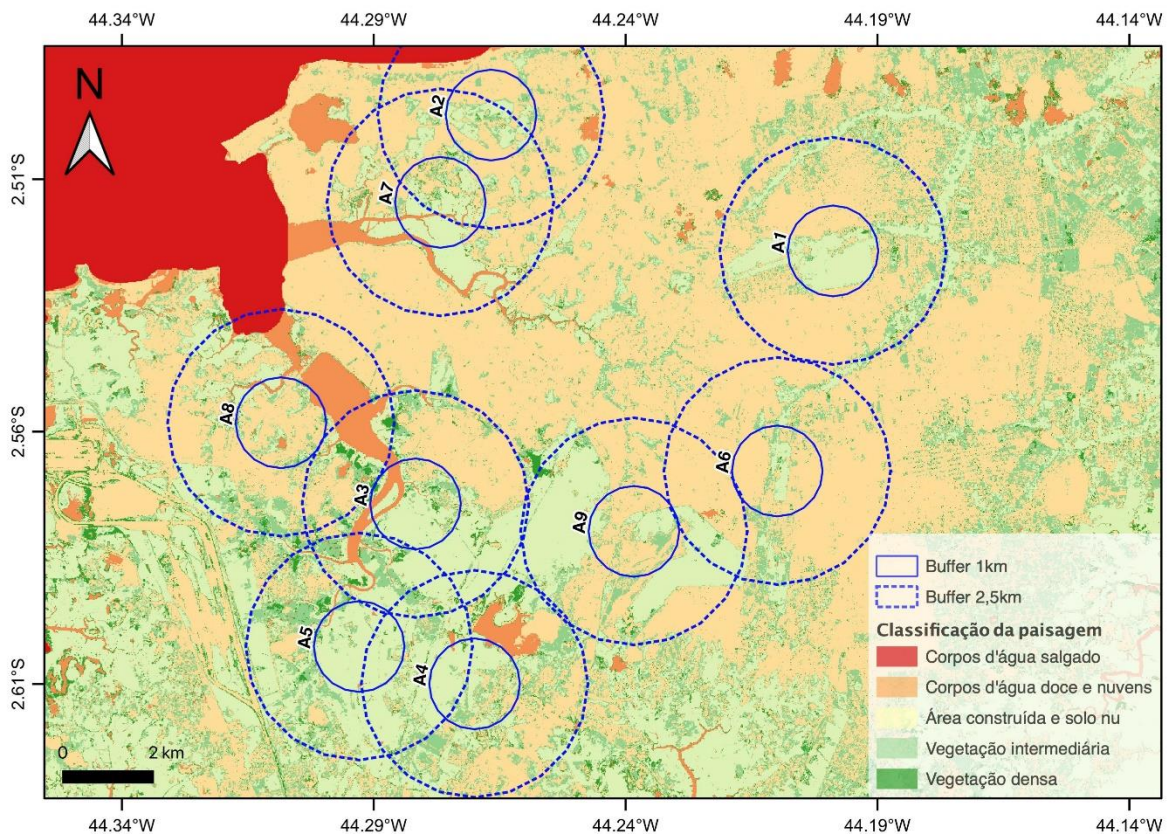 44.34°W 44.29°W 44.24°W 44.19°W 44.14°W
N
A2
2.51°S
A7
A1
A8
2.56°S
A6
A3
A9
A5
2.61°S
A4
0 2 km
Buffer 1km
Buffer 2,5km
Classificação da paisagem
Corpos d'água salgado
Corpos d'água doce e nuvens
Área construída e solo nu
Vegetação intermediária
Vegetação densa
44.34°W 44.29°W 44.24°W 44.19°W 44.14°W